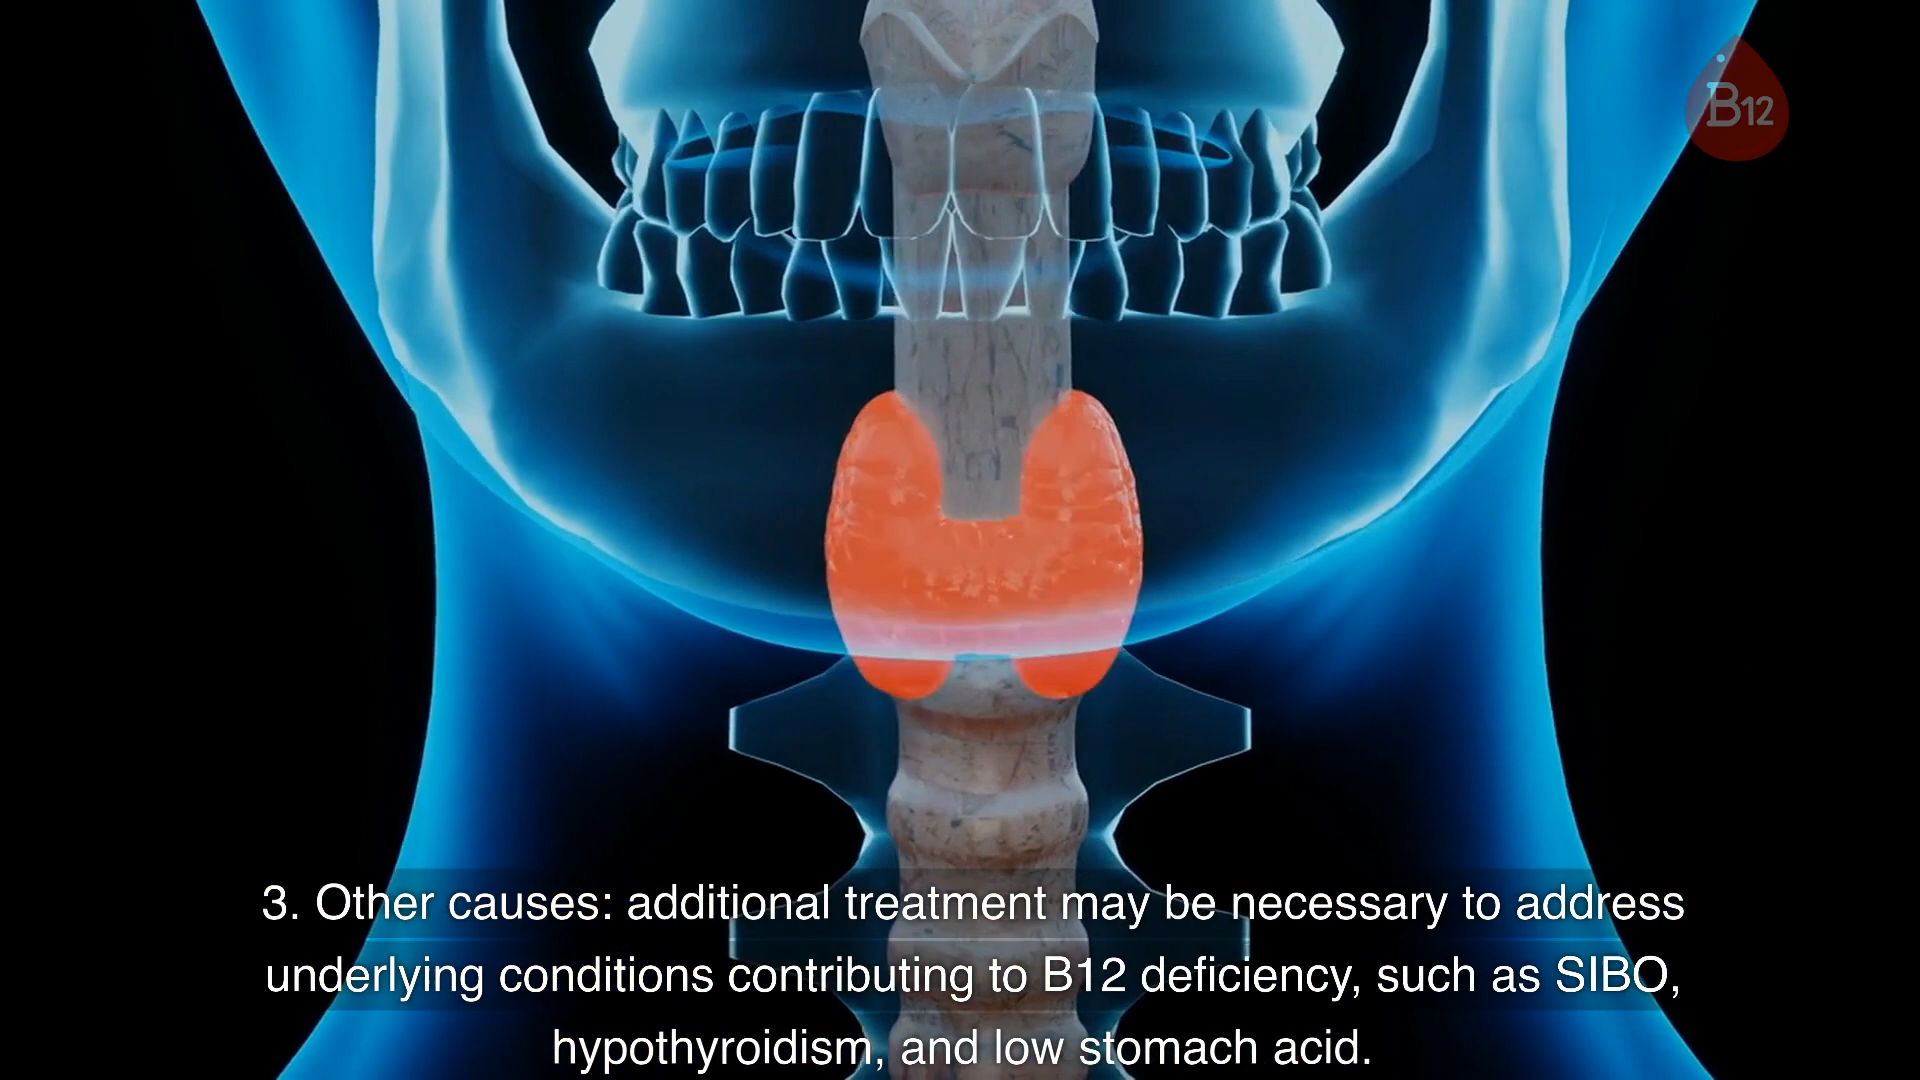 B12
3. Other causes: additional treatment may be necessary to address
underlying conditions contributing to B12 deficiency, such as SIBO,
hypothyroidism, and low stomach acid.